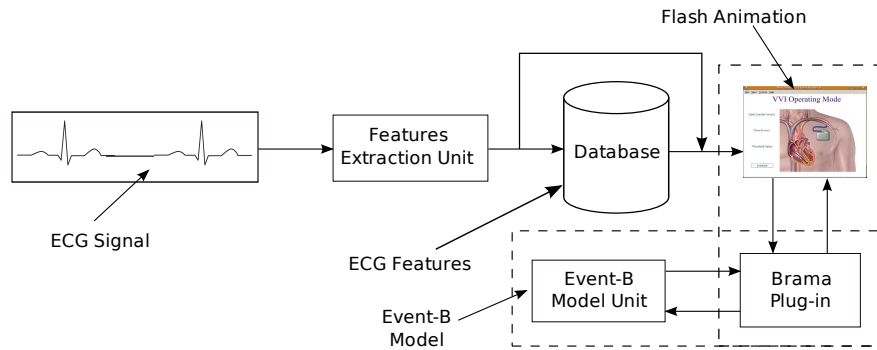 Flash Animation
VVI Operating Mode
Features
Extraction Unit
Database
ECG Signal
ECG Features
Event-B
Model Unit
Brama
Plug-in
Event-B
Model